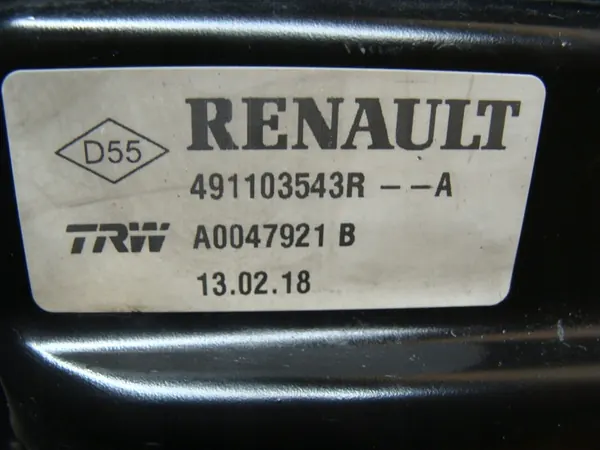 D55 RENAULT
491103543R - - A
TRW A0047921 B
13.02.18